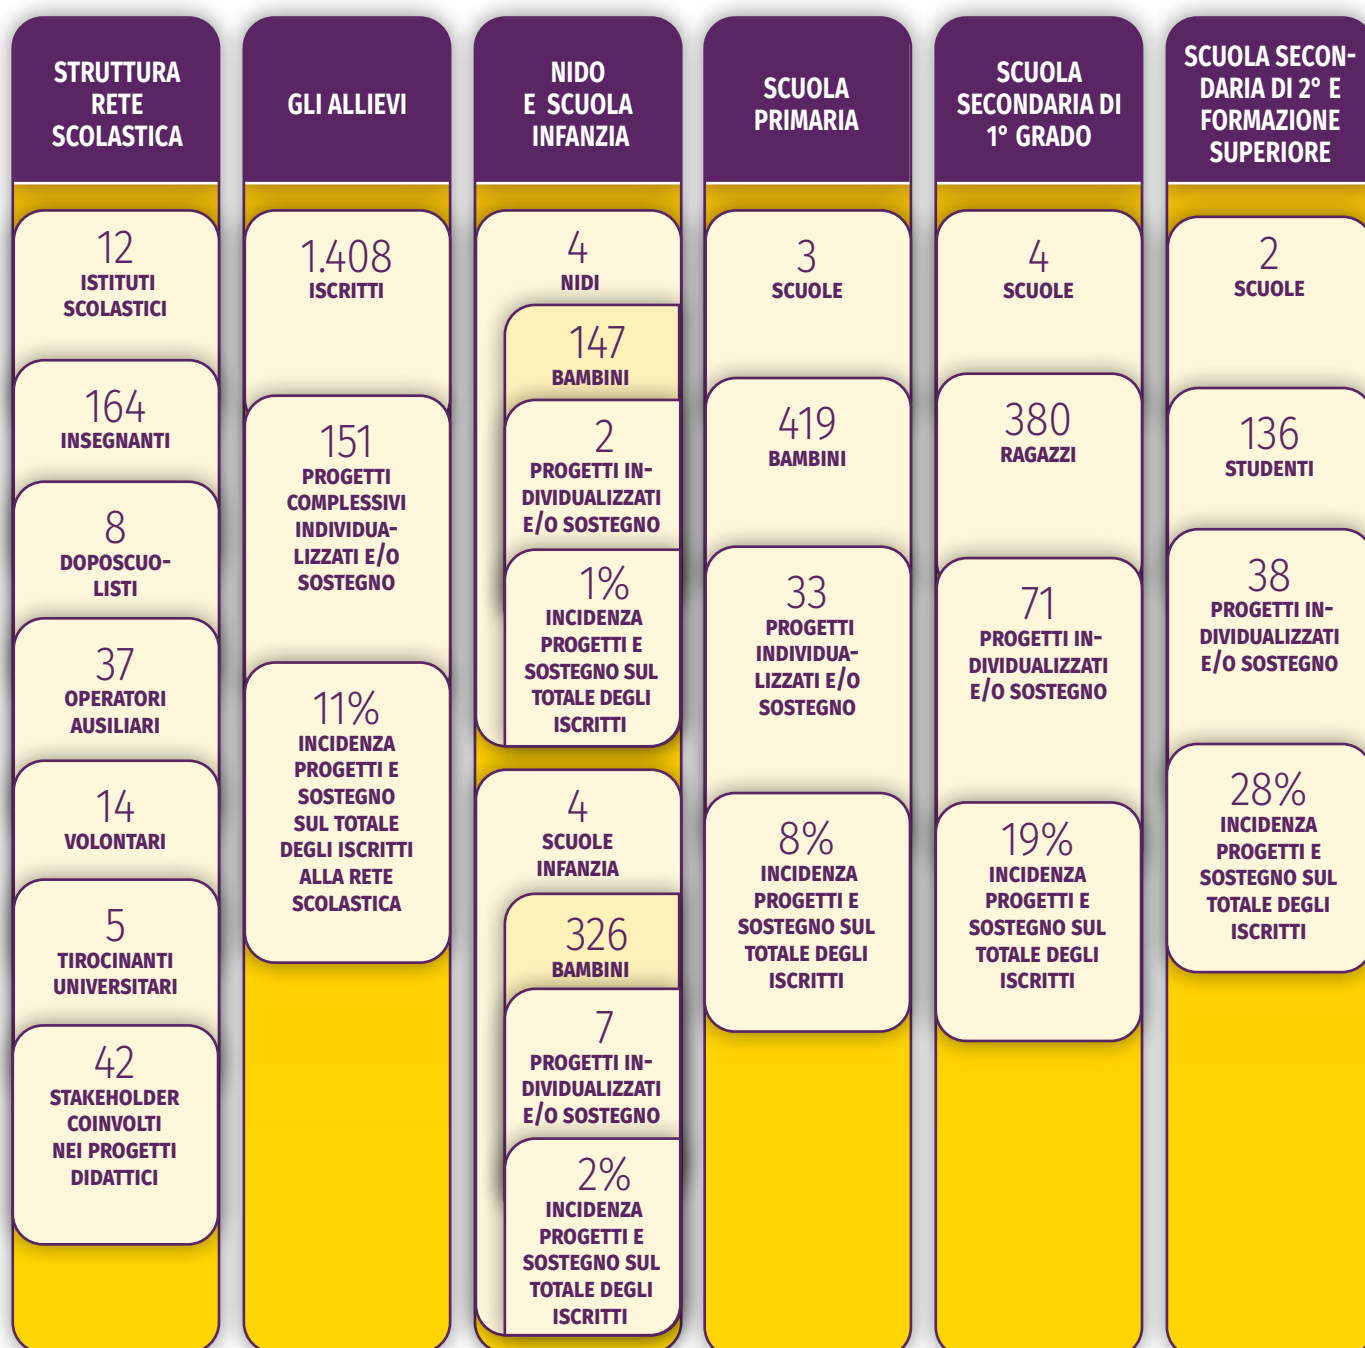 STRUTTURA
RETE
SCOLASTICA
12
ISTITUTI
SCOLASTICI
164
INSEGNANTI
8
DOPOSCUO-
LISTI
37
OPERATORI
AUSILIARI
14
VOLONTARI
5
TIROCINANTI
UNIVERSITARI
42
STAKEHOLDER
COINVOLTI
NEI PROGETTI
DIDATTICI
GLI ALLIEVI
1.408
ISCRITTI
151
PROGETTI
COMPLESSIVI
INDIVIDUA-
LIZZATI E/O
SOSTEGNO
11%
INCIDENZA
PROGETTI E
SOSTEGNO
SUL TOTALE
DEGLI ISCRITTI
ALLA RETE
SCOLASTICA
NIDO
E SCUOLA
INFANZIA
4
NIDI
147
BAMBINI
2
PROGETTI IN-
DIVIDUALIZZATI
E/O SOSTEGNO
1%
INCIDENZA
PROGETTI E
SOSTEGNO SUL
TOTALE DEGLI
ISCRITTI
4
SCUOLE
INFANZIA
326
BAMBINI
7
PROGETTI IN-
DIVIDUALIZZATI
E/O SOSTEGNO
2%
INCIDENZA
PROGETTI E
SOSTEGNO SUL
TOTALE DEGLI
ISCRITTI
SCUOLA
PRIMARIA
3
SCUOLE
419
BAMBINI
33
PROGETTI
INDIVIDUA-
LIZZATI E/O
SOSTEGNO
8%
INCIDENZA
PROGETTI E
SOSTEGNO SUL
TOTALE DEGLI
ISCRITTI
SCUOLA
SECONDARIA DI
1° GRADO
4
SCUOLE
380
RAGAZZI
71
PROGETTI IN-
DIVIDUALIZZATI
E/O SOSTEGNO
19%
INCIDENZA
PROGETTI E
SOSTEGNO SUL
TOTALE DEGLI
ISCRITTI
SCUOLA SECON-
DARIA DI 2° E
FORMAZIONE
SUPERIORE
2
SCUOLE
136
STUDENTI
38
PROGETTI IN-
DIVIDUALIZZATI
E/O SOSTEGNO
28%
INCIDENZA
PROGETTI E
SOSTEGNO SUL
TOTALE DEGLI
ISCRITTI